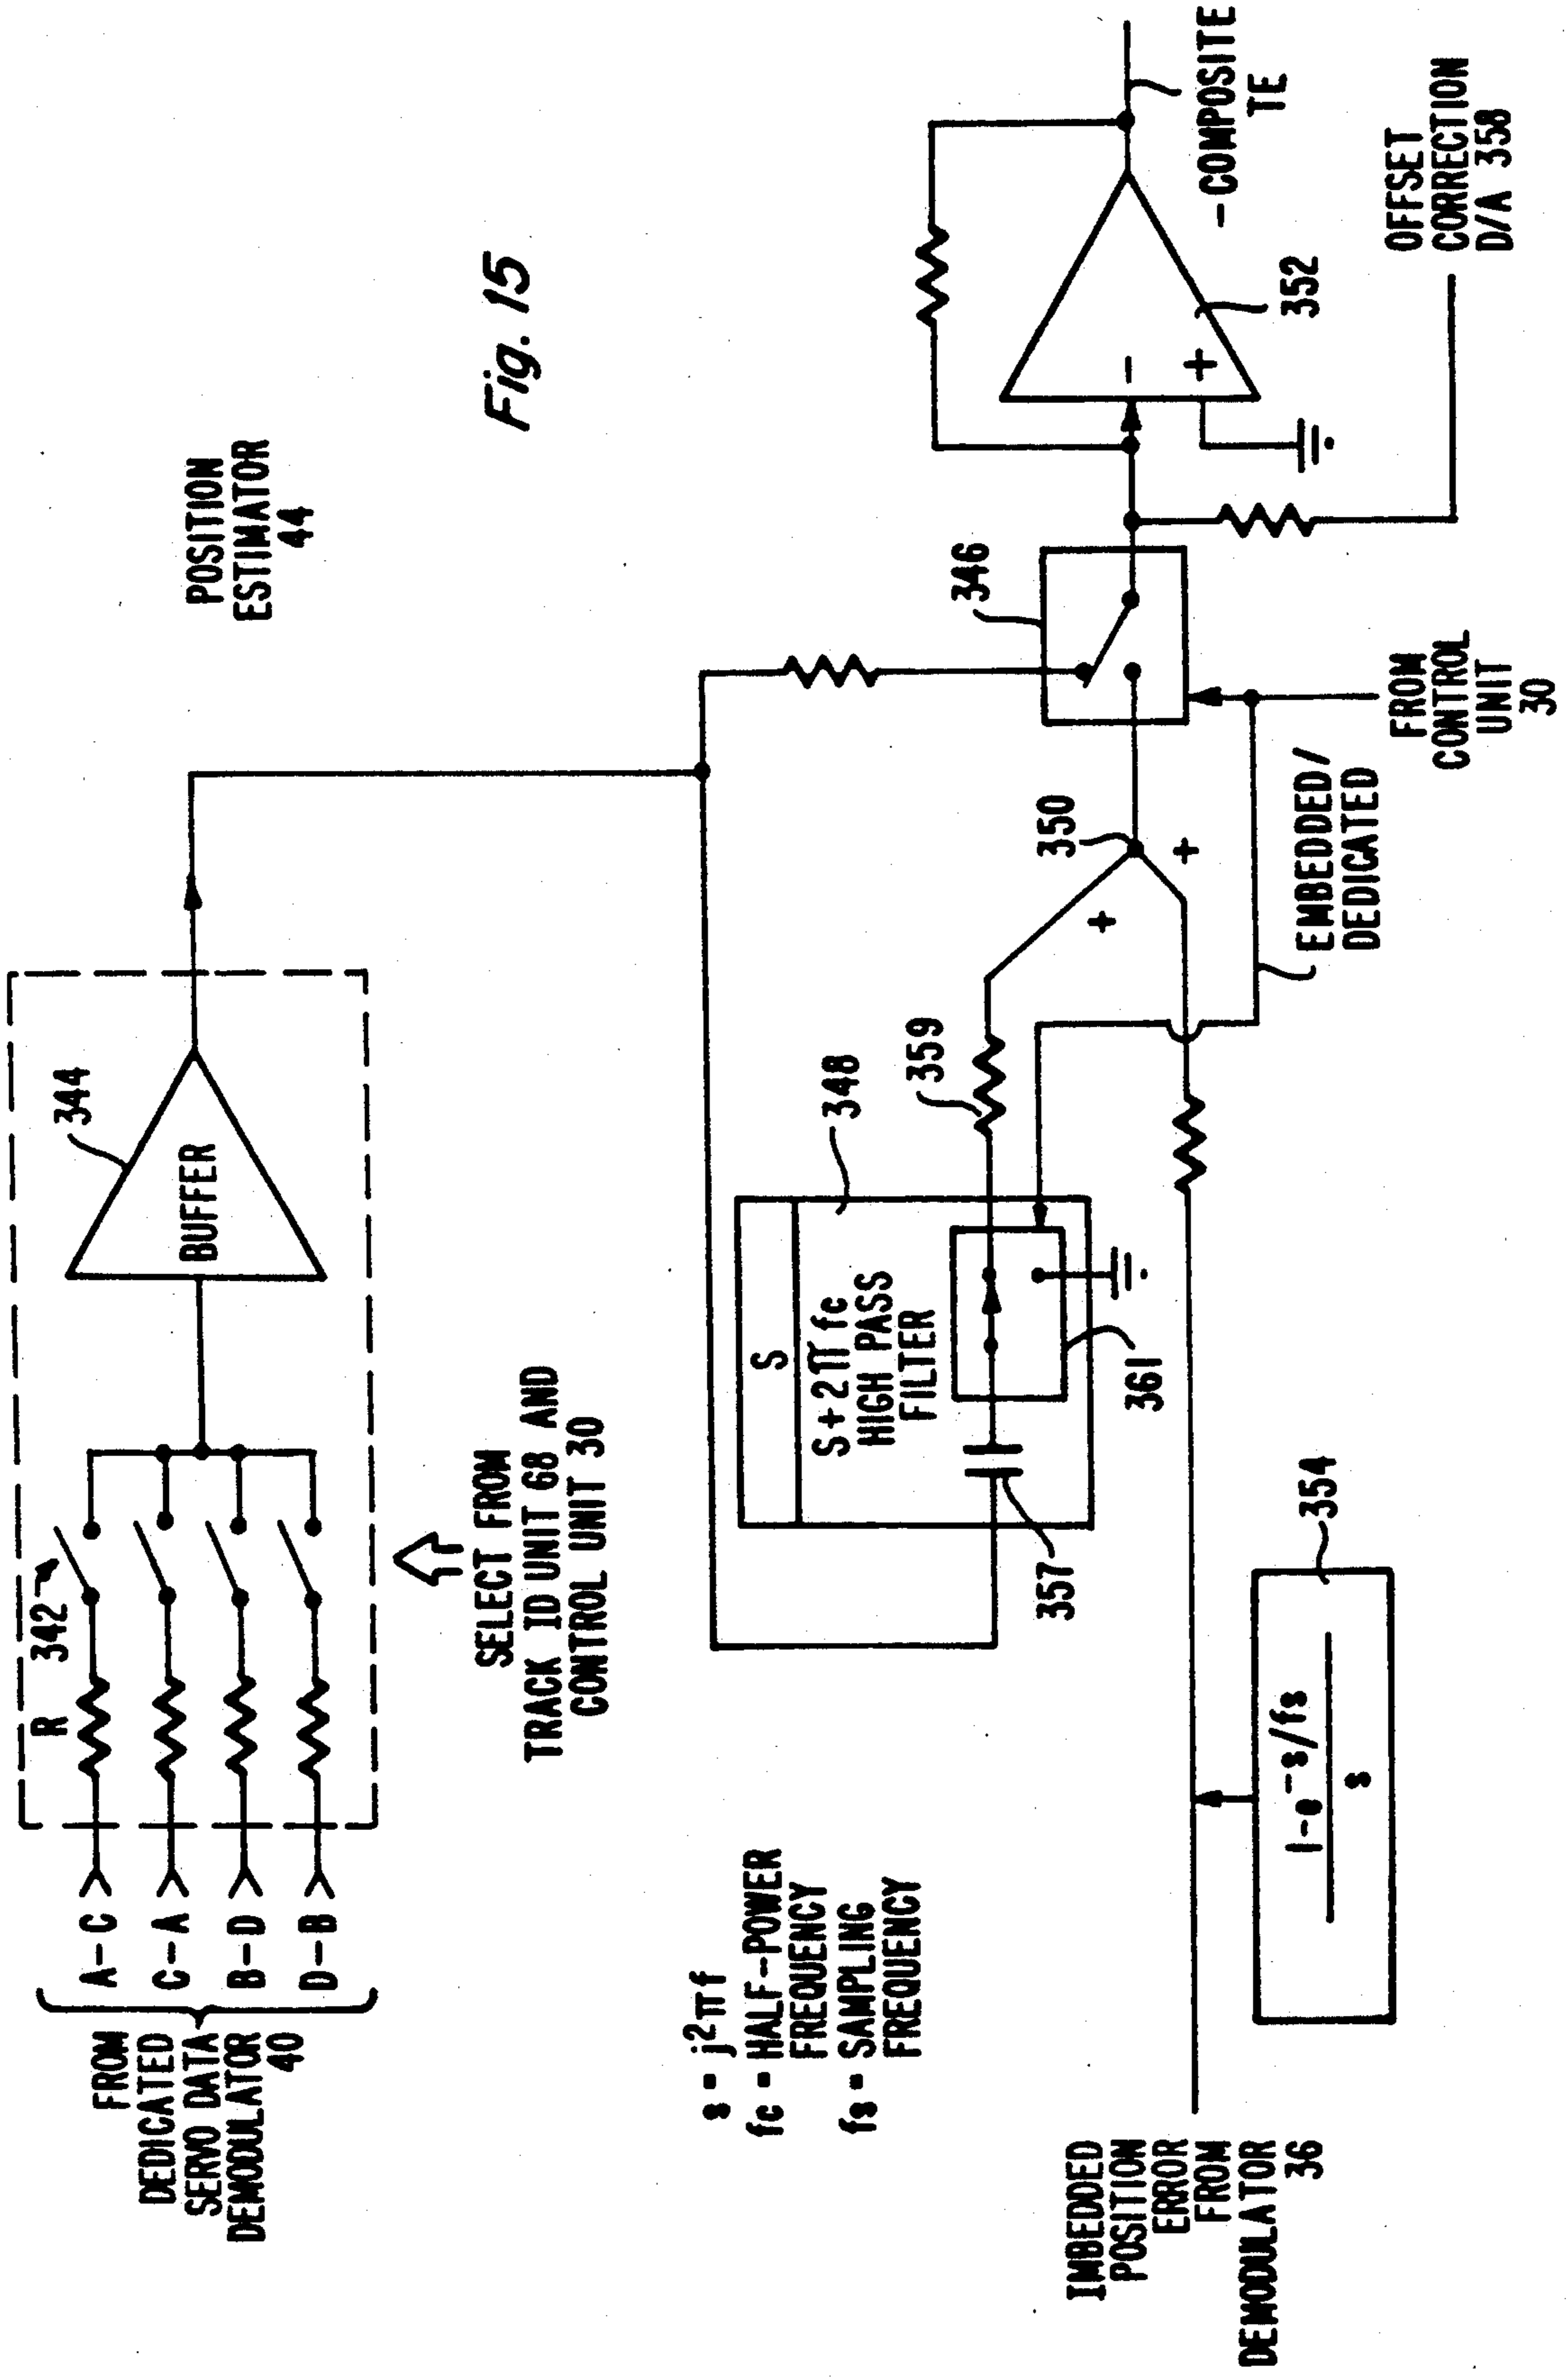 POSITION
ESTIMATOR
44
Fig. 15
FROM
DEDICATED
SERVO DATA
DEMODULATOR
40
A-C
C-A
B-D
D-B
R
342
344
BUFFER
SELECT FROM
TRACK ID UNIT 68 AND
CONTROL UNIT 30
s = j2πf
fc = HALF-POWER
FREQUENCY
fs = SAMPLING
FREQUENCY
S
S+2πfc
HIGH PASS
FILTER
348
357
361
359
350
+
+
346
-
+
352
-COMPOSITE
TE
OFFSET
CORRECTION
D/A 358
FROM
CONTROL
UNIT
30
EMBEDDED/
DEDICATED
IMBEDDED
POSITION
ERROR
FROM
DEMODULATOR 36
354
1-e-s/fs
s